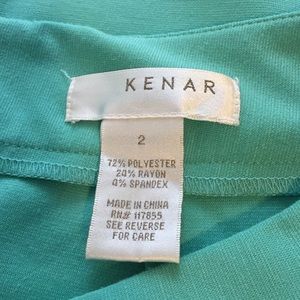 KENAR
2
72% POLYESTER
24% RAYON
4% SPANDEX
MADE IN CHINA
RN# 117855
SEE REVERSE
FOR CARE